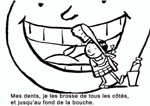 Mes dents, je les brosse de tous les côtés,
et jusqu'au fond de la bouche.